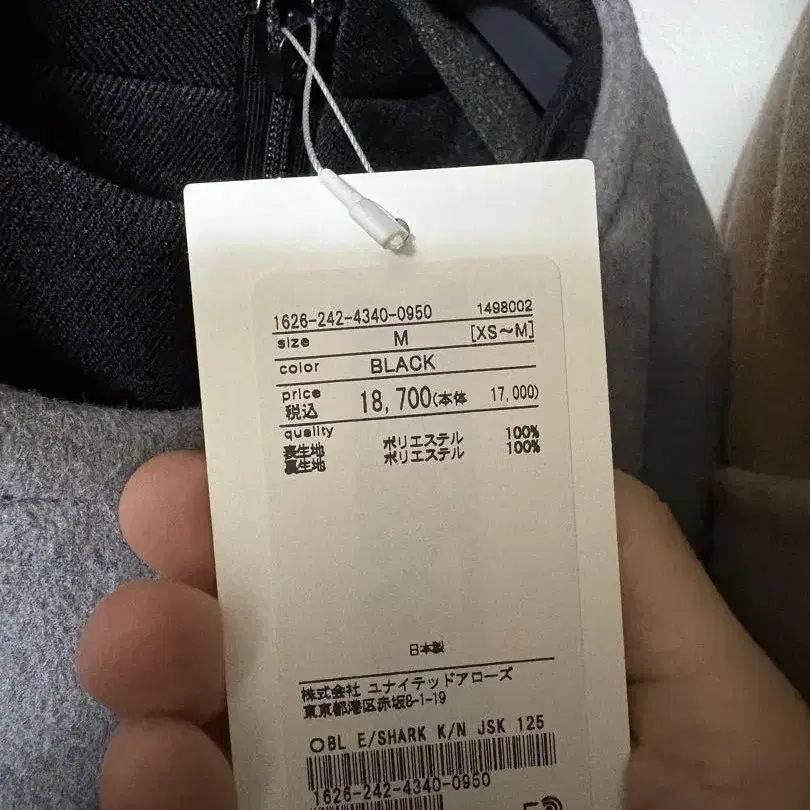 1626-242-4340-0950 1498002
size M [XS～M]
color BLACK
price
税込 18,700(本体 17,000)
quality
表生地 ポリエステル 100%
裏生地 ポリエステル 100%
日本製
株式会社 ユナイテッドアローズ
東京都港区赤坂8-1-19
○BL E/SHARK K/N JSK 125
1626-242-4340-0950